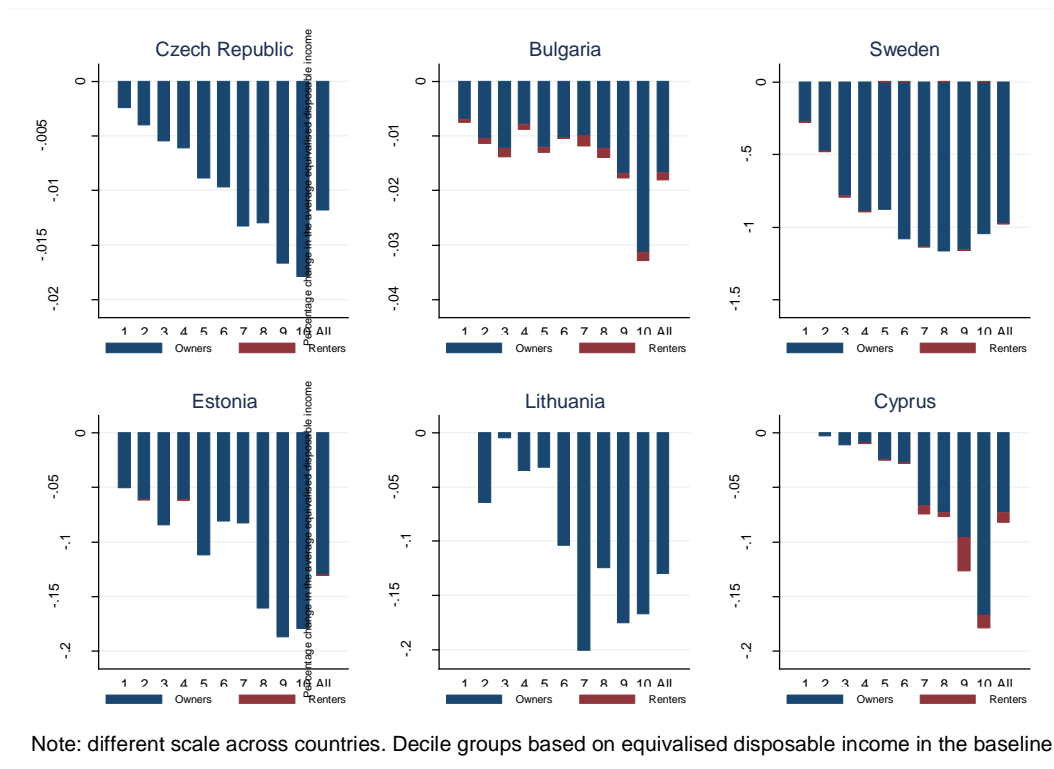 Czech Republic
Bulgaria
Sweden
Percentage change in the average equivalised disposable income
0
-.005
-.01
-.015
-.02
1 2 3 4 5 6 7 8 9 10 All
Owners Renters
0
-.01
-.02
-.03
-.04
1 2 3 4 5 6 7 8 9 10 All
Owners Renters
0
-.5
-1
-1.5
1 2 3 4 5 6 7 8 9 10 All
Owners Renters
Estonia
Lithuania
Cyprus
Percentage change in the average equivalised disposable income
0
-.05
-.1
-.15
-.2
1 2 3 4 5 6 7 8 9 10 All
Owners Renters
0
-.05
-.1
-.15
-.2
1 2 3 4 5 6 7 8 9 10 All
Owners Renters
0
-.05
-.1
-.15
-.2
1 2 3 4 5 6 7 8 9 10 All
Owners Renters
Note: different scale across countries. Decile groups based on equivalised disposable income in the baseline